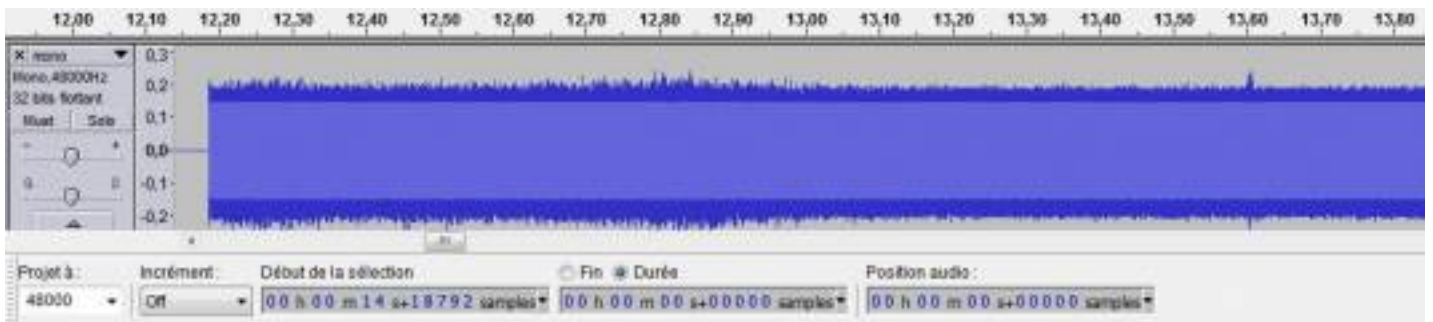 12,00 12,10 12,20 12,30 12,40 12,50 12,60 12,70 12,80 12,90 13,00 13,10 13,20 13,30 13,40 13,50 13,60 13,70 13,80
× mono
Mono, 48000Hz
32 bits flottant
Muet Solo
- +
G D
0,3
0,2
0,1
0,0
-0,1
-0,2
Projet à : Incrément : Début de la sélection Fin Durée Position audio :
48000 Off 00 h 00 m 14 s+18792 samples 00 h 00 m 00 s+00000 samples 00 h 00 m 00 s+00000 samples